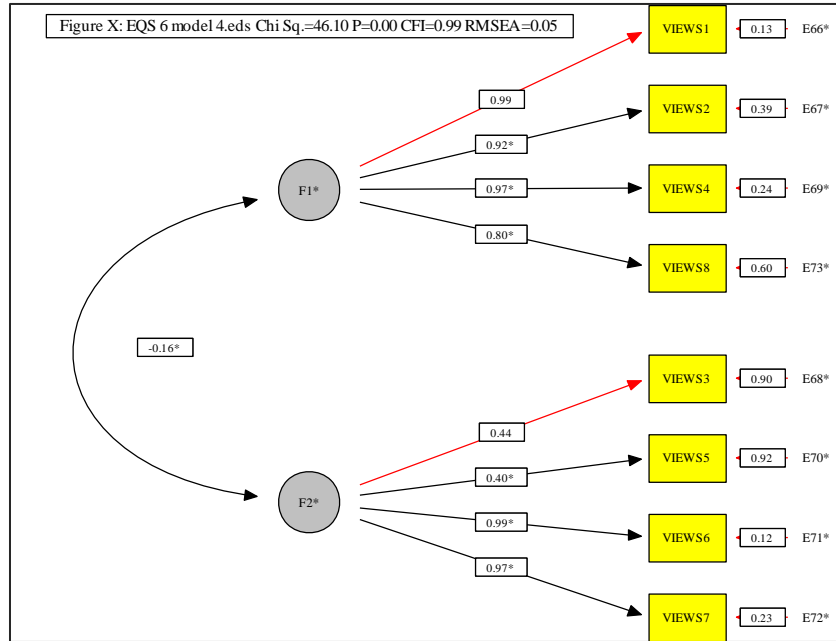 Figure X: EQS 6 model 4.eds Chi Sq.=46.10 P=0.00 CFI=0.99 RMSEA=0.05
VIEWS1 0.13 E66*
0.99
VIEWS2 0.39 E67*
0.92*
F1* 0.97* VIEWS4 0.24 E69*
0.80*
VIEWS8 0.60 E73*
-0.16*
VIEWS3 0.90 E68*
0.44
VIEWS5 0.92 E70*
0.40*
F2*
0.99* VIEWS6 0.12 E71*
0.97*
VIEWS7 0.23 E72*